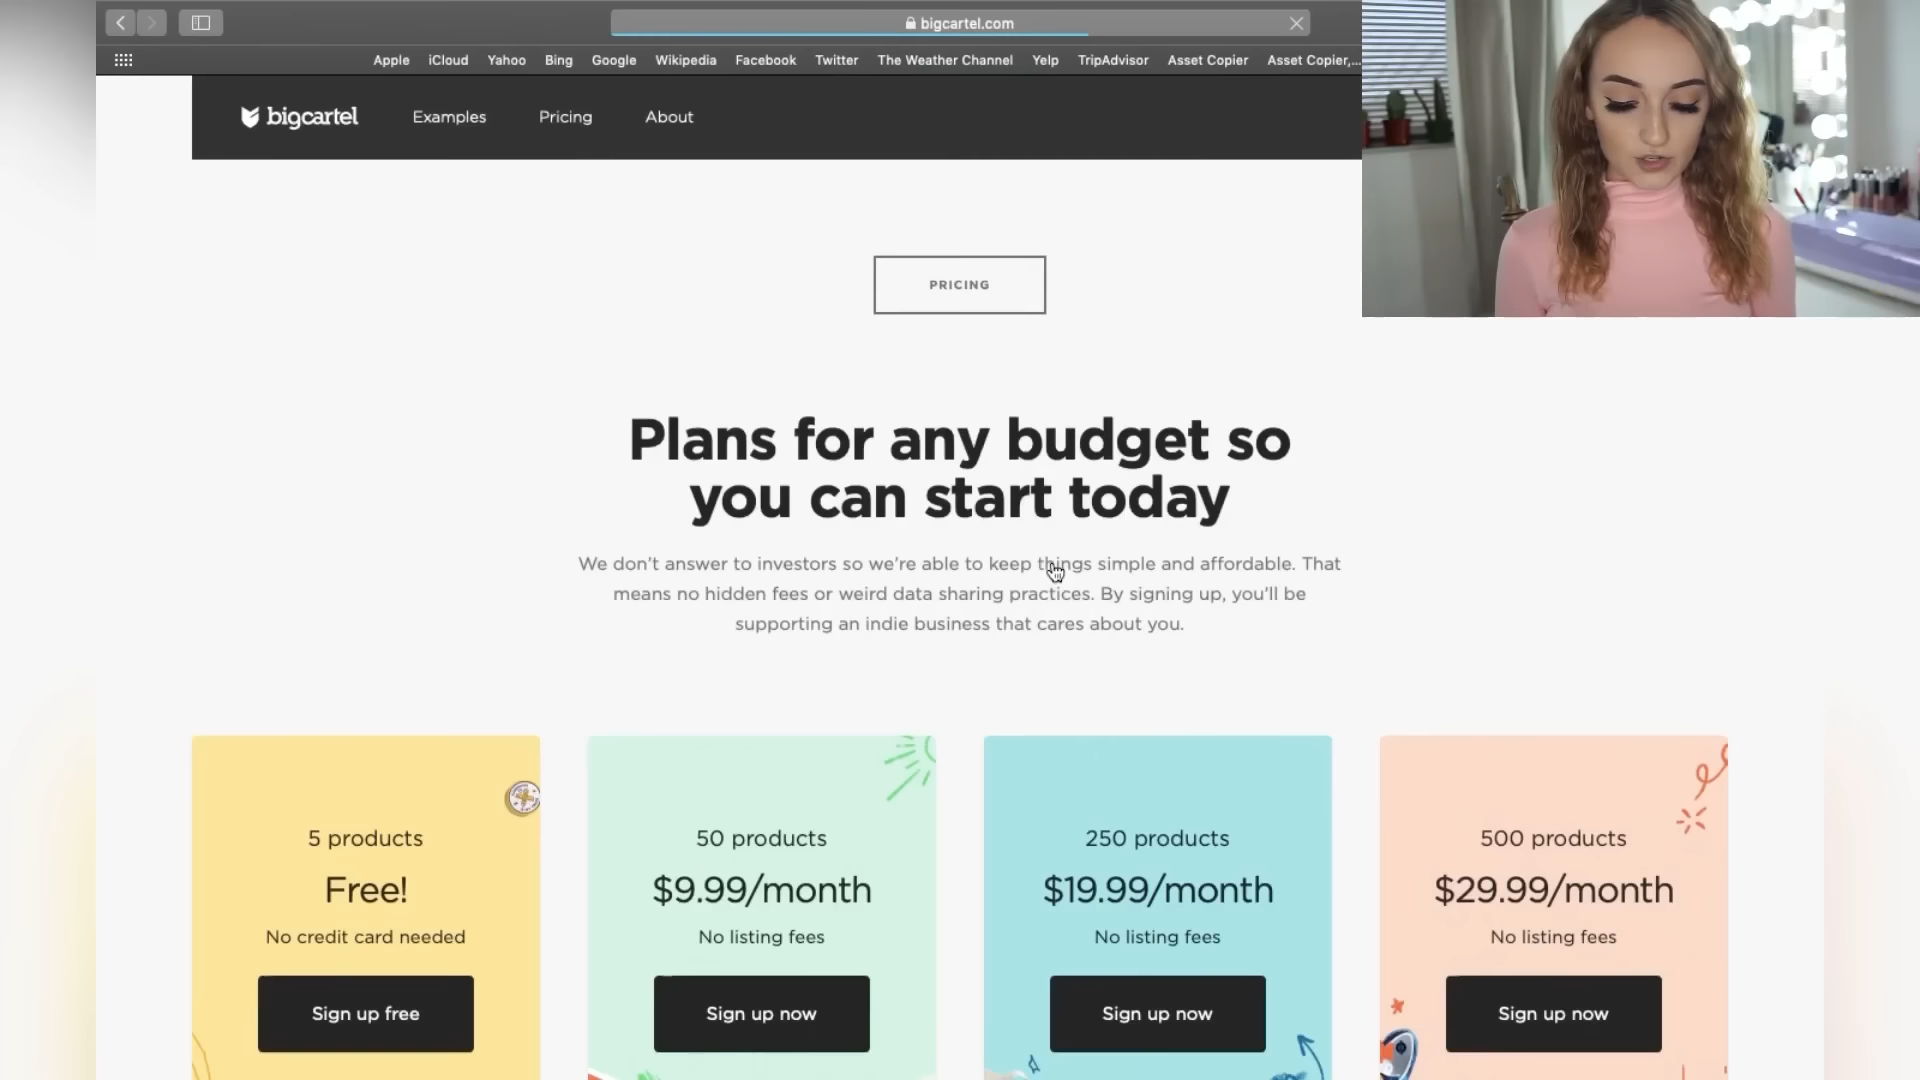 bigcartel.com
Apple iCloud Yahoo Bing Google Wikipedia Facebook Twitter The Weather Channel Yelp TripAdvisor Asset Copier Asset Copier,...
bigcartel Examples Pricing About
PRICING
Plans for any budget so
you can start today
We don't answer to investors so we're able to keep things simple and affordable. That
means no hidden fees or weird data sharing practices. By signing up, you'll be
supporting an indie business that cares about you.
5 products
Free!
No credit card needed
Sign up free
50 products
$9.99/month
No listing fees
Sign up now
250 products
$19.99/month
No listing fees
Sign up now
500 products
$29.99/month
No listing fees
Sign up now